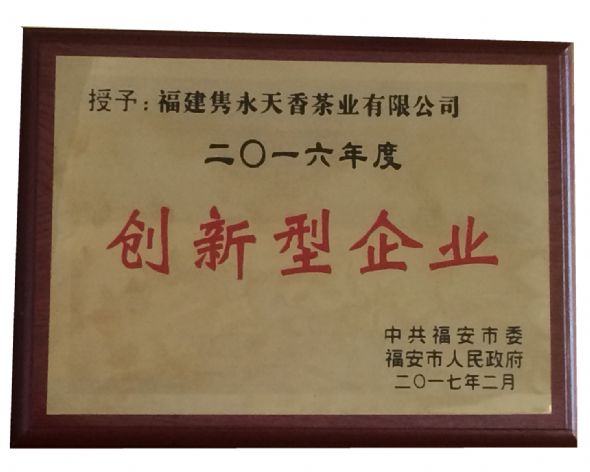 授予：福建隽永天香茶业有限公司
二〇一六年度
创新型企业
中共福安市委
福安市人民政府
二〇一七年二月